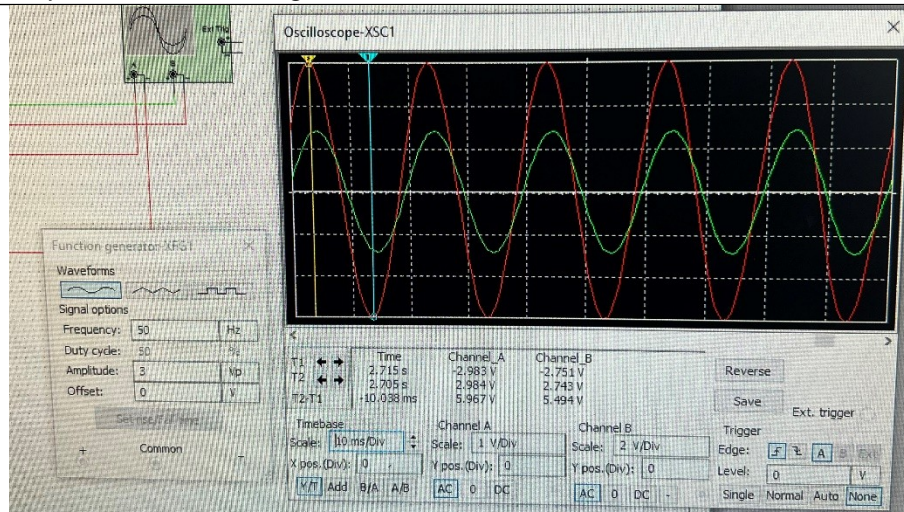 Ext Trig
A B
Oscilloscope-XSC1
Function generator-XFG1
Waveforms
Signal options
Frequency: 50 Hz
Duty cycle: 50 %
Amplitude: 3 Vp
Offset: 0 V
Common
+ -
Time Channel_A Channel_B
T1 2.715 s -2.983 V -2.751 V
T2 2.705 s 2.984 V 2.743 V
T2-T1 -10.038 ms 5.967 V 5.494 V
Reverse
Save
Ext. trigger
Timebase
Scale: 10 ms/Div
X pos.(Div): 0
Y/T Add B/A A/B
Channel A
Scale: 1 V/Div
Y pos.(Div): 0
AC 0 DC
Channel B
Scale: 2 V/Div
Y pos.(Div): 0
AC 0 DC -
Trigger
Edge: A B Ext
Level: 0 V
Single Normal Auto None